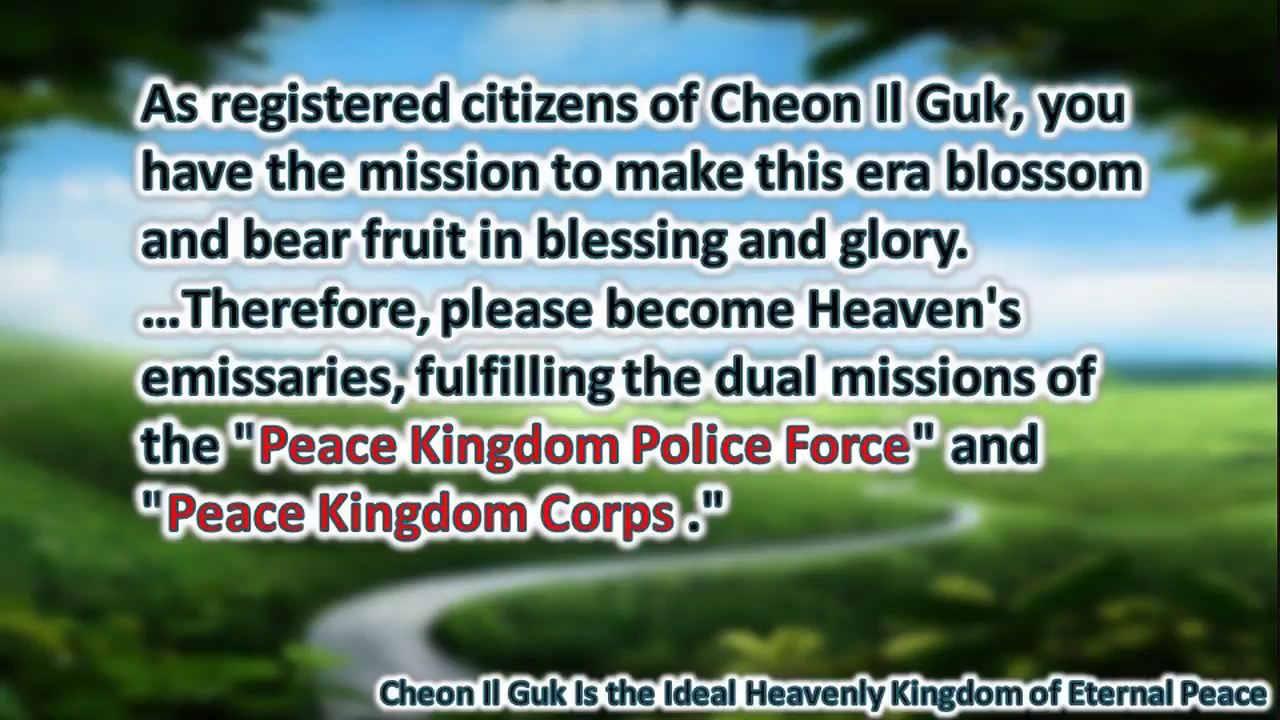 As registered citizens of Cheon Il Guk, you
have the mission to make this era blossom
and bear fruit in blessing and glory.
...Therefore, please become Heaven's
emissaries, fulfilling the dual missions of
the "Peace Kingdom Police Force" and
"Peace Kingdom Corps ."
Cheon Il Guk Is the Ideal Heavenly Kingdom of Eternal Peace